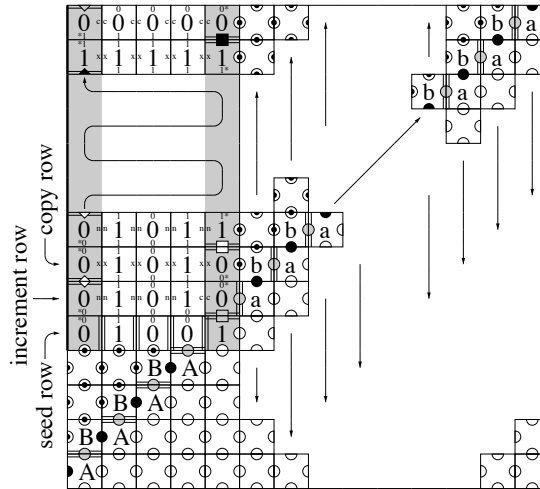 0 c c 0 c c 0 c c 0 c c 0 b a
1 x x 1 x x 1 x x 1 x x 1 b a
b a
0 n n 1 n n 0 n n 1 n n 1 b a
0 x x 1 x x 0 x x 1 x x 0 b a
0 n n 1 n n 0 n n 1 c c 0 a
0 1 0 0 1
B A
B A
B A
A
copy row
increment row
seed row